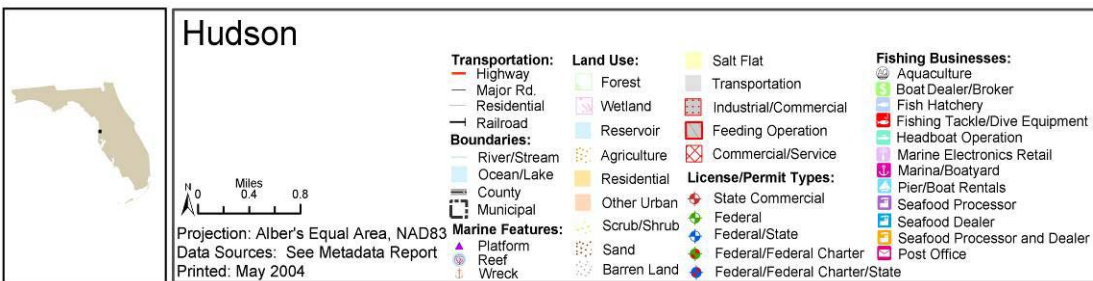 Hudson
N
Miles
0 0.4 0.8
Projection: Alber's Equal Area, NAD83
Data Sources: See Metadata Report
Printed: May 2004
Transportation:
Highway
Major Rd.
Residential
Railroad
Boundaries:
River/Stream
Ocean/Lake
County
Municipal
Marine Features:
Platform
Reef
Wreck
Land Use:
Forest
Wetland
Reservoir
Agriculture
Residential
Other Urban
Scrub/Shrub
Sand
Barren Land
Salt Flat
Transportation
Industrial/Commercial
Feeding Operation
Commercial/Service
License/Permit Types:
State Commercial
Federal
Federal/State
Federal/Federal Charter
Federal/Federal Charter/State
Fishing Businesses:
Aquaculture
Boat Dealer/Broker
Fish Hatchery
Fishing Tackle/Dive Equipment
Headboat Operation
Marine Electronics Retail
Marina/Boatyard
Pier/Boat Rentals
Seafood Processor
Seafood Dealer
Seafood Processor and Dealer
Post Office